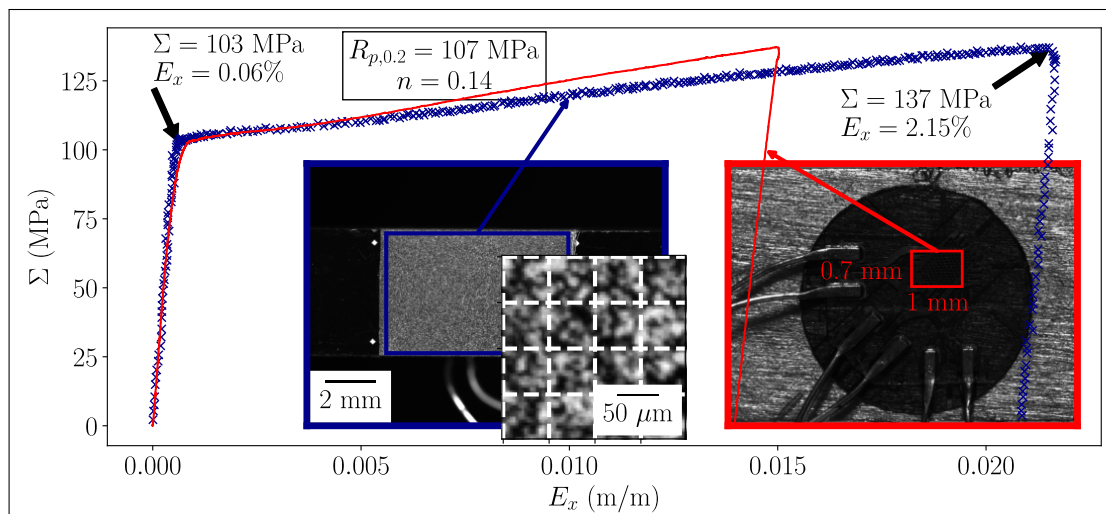 Σ = 103 MPa
E_x = 0.06%
R_{p,0.2} = 107 MPa
n = 0.14
Σ = 137 MPa
E_x = 2.15%
125
100
75
50
25
0
Σ (MPa)
2 mm
50 μm
0.7 mm
1 mm
0.000
0.005
0.010
0.015
0.020
E_x (m/m)